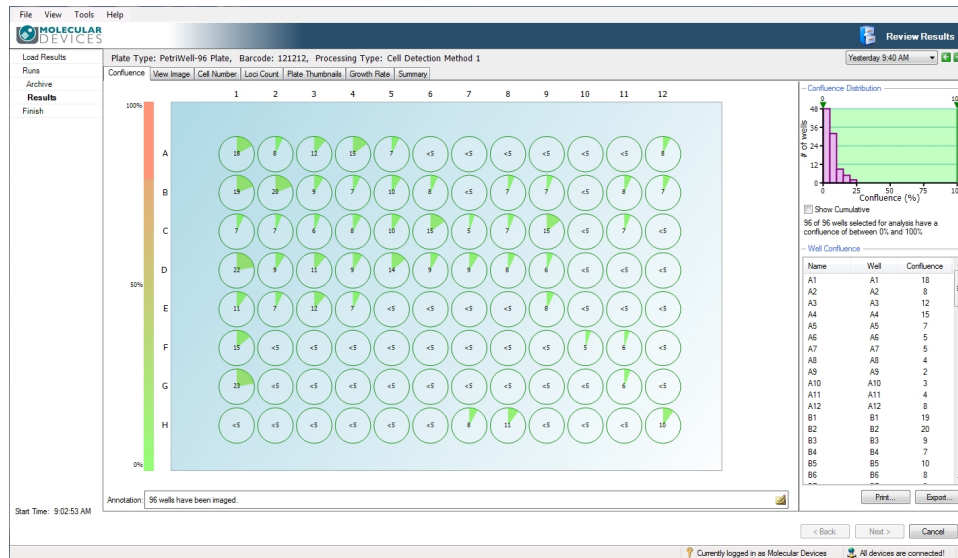 File View Tools Help
MOLECULAR
DEVICES
Review Results
Load Results
Runs
Archive
Results
Finish
Plate Type: PetriWell-96 Plate, Barcode: 121212, Processing Type: Cell Detection Method 1
Yesterday 9:40 AM
Confluence View Image Cell Number Loci Count Plate Thumbnails Growth Rate Summary
1 2 3 4 5 6 7 8 9 10 11 12
100%
50%
0%
A 18 8 12 15 7 <5 <5 <5 <5 <5 <5 8
B 19 20 9 7 10 8 <5 7 7 <5 8 7
C 7 7 6 8 10 15 5 7 15 <5 7 <5
D 22 9 11 9 14 9 9 8 6 <5 <5 <5
E 11 7 12 7 <5 <5 <5 <5 8 <5 <5 <5
F 15 <5 <5 <5 <5 <5 <5 <5 <5 5 6 <5
G 23 <5 <5 <5 <5 <5 <5 <5 <5 <5 6 <5
H <5 <5 <5 <5 <5 <5 8 11 <5 <5 <5 10
Annotation: 96 wells have been imaged.
Start Time: 9:02:53 AM
Confluence Distribution
0
48
36
24
12
0
# of wells
0 25 50 75
Confluence (%)
Show Cumulative
96 of 96 wells selected for analysis have a
confluence of between 0% and 100%
Well Confluence
Name Well Confluence
A1 A1 18
A2 A2 8
A3 A3 12
A4 A4 15
A5 A5 7
A6 A6 5
A7 A7 5
A8 A8 4
A9 A9 2
A10 A10 3
A11 A11 4
A12 A12 8
B1 B1 19
B2 B2 20
B3 B3 9
B4 B4 7
B5 B5 10
B6 B6 8
Print... Export...
< Back Next > Cancel
Currently logged in as Molecular Devices All devices are connected!